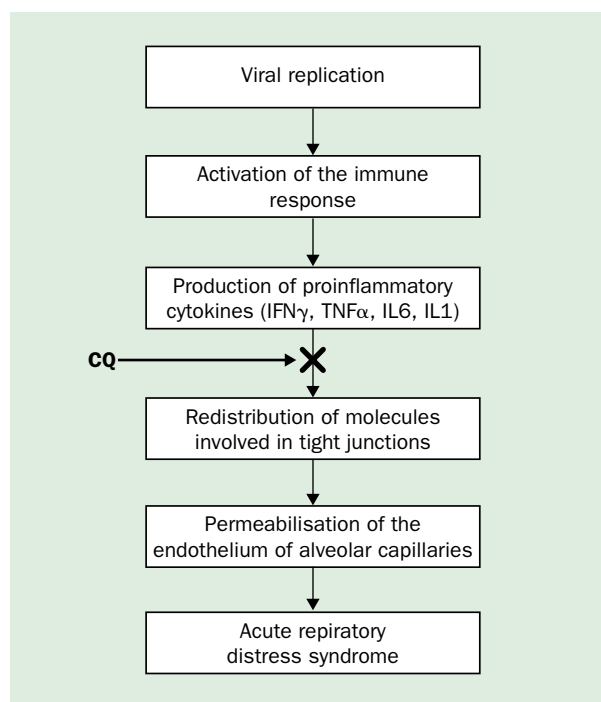 Viral replication
Activation of the immune
response
Production of proinflammatory
cytokines (IFNγ, TNFα, IL6, IL1)
CQ
Redistribution of molecules
involved in tight junctions
Permeabilisation of the
endothelium of alveolar capillaries
Acute repiratory
distress syndrome